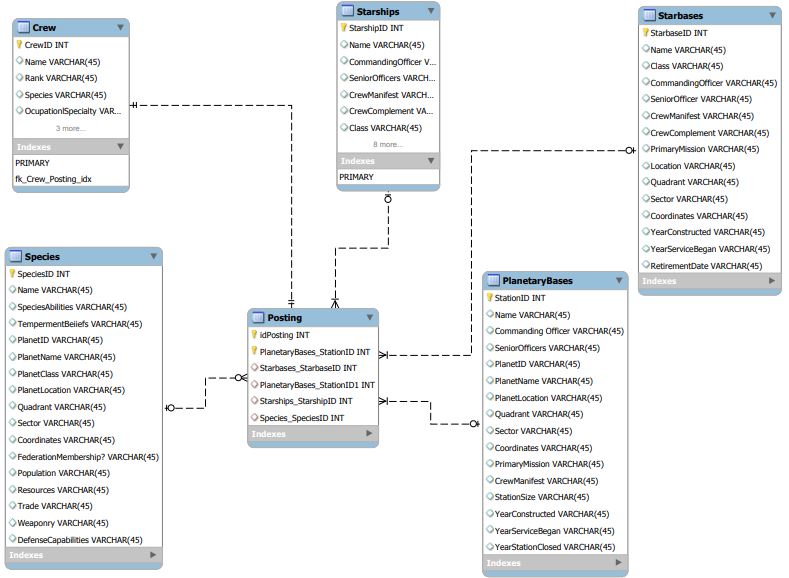 Crew
CrewID INT
Name VARCHAR(45)
Rank VARCHAR(45)
Species VARCHAR(45)
OcupationlSpecialty VAR...
3 more...
Indexes
PRIMARY
fk_Crew_Posting_idx
Starships
StarshipID INT
Name VARCHAR(45)
CommandingOfficer V...
SeniorOfficers VARCH...
CrewManifest VARCH...
CrewComplement VA...
Class VARCHAR(45)
8 more...
Indexes
PRIMARY
Starbases
StarbaseID INT
Name VARCHAR(45)
Class VARCHAR(45)
CommandingOfficer VARCHAR(45)
SeniorOfficer VARCHAR(45)
CrewManifest VARCHAR(45)
CrewComplement VARCHAR(45)
PrimaryMission VARCHAR(45)
Location VARCHAR(45)
Quadrant VARCHAR(45)
Sector VARCHAR(45)
Coordinates VARCHAR(45)
YearConstructed VARCHAR(45)
YearServiceBegan VARCHAR(45)
RetirementDate VARCHAR(45)
Indexes
Species
SpeciesID INT
Name VARCHAR(45)
SpeciesAbilities VARCHAR(45)
TempermentBeliefs VARCHAR(45)
PlanetID VARCHAR(45)
PlanetName VARCHAR(45)
PlanetClass VARCHAR(45)
PlanetLocation VARCHAR(45)
Quadrant VARCHAR(45)
Sector VARCHAR(45)
Coordinates VARCHAR(45)
FederationMembership? VARCHAR(45)
Population VARCHAR(45)
Resources VARCHAR(45)
Trade VARCHAR(45)
Weaponry VARCHAR(45)
DefenseCapabilities VARCHAR(45)
Indexes
Posting
idPosting INT
PlanetaryBases_StationID INT
Starbases_StarbaseID INT
PlanetaryBases_StationID1 INT
Starships_StarshipID INT
Species_SpeciesID INT
Indexes
PlanetaryBases
StationID INT
Name VARCHAR(45)
Commanding Officer VARCHAR(45)
SeniorOfficers VARCHAR(45)
PlanetID VARCHAR(45)
PlanetName VARCHAR(45)
PlanetLocation VARCHAR(45)
Quadrant VARCHAR(45)
Sector VARCHAR(45)
Coordinates VARCHAR(45)
PrimaryMission VARCHAR(45)
CrewManifest VARCHAR(45)
StationSize VARCHAR(45)
YearConstructed VARCHAR(45)
YearServiceBegan VARCHAR(45)
YearStationClosed VARCHAR(45)
Indexes